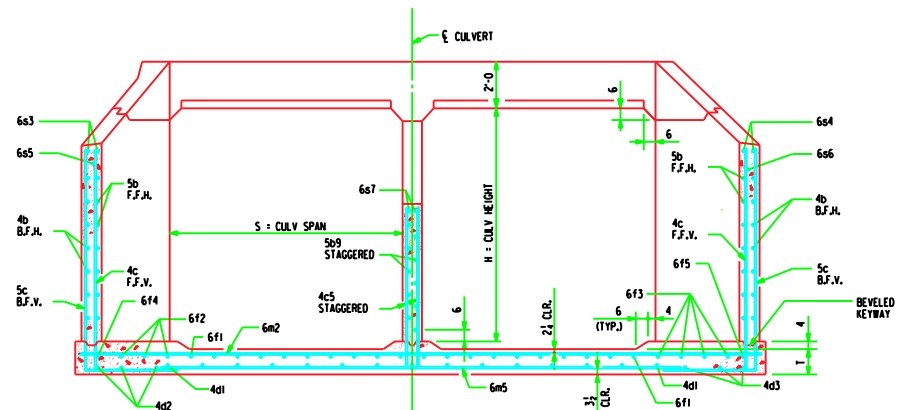 ℄ CULVERT
2'-0
6
6
6s3
6s5
5b
F.F.H.
4b
B.F.H.
4c
F.F.V.
5c
B.F.V.
6f4
6f2
6f1
6m2
4d1
4d2
S = CULV SPAN
6s7
5b9
STAGGERED
4c5
STAGGERED
6
H = CULV HEIGHT
2¼ CLR.
6
(TYP.)
4
3½
CLR.
6m5
6s4
6s6
5b
F.F.H.
4b
B.F.H.
4c
F.F.V.
6f5
6f3
5c
B.F.V.
BEVELED
KEYWAY
4
T
4d1
4d3
6f1